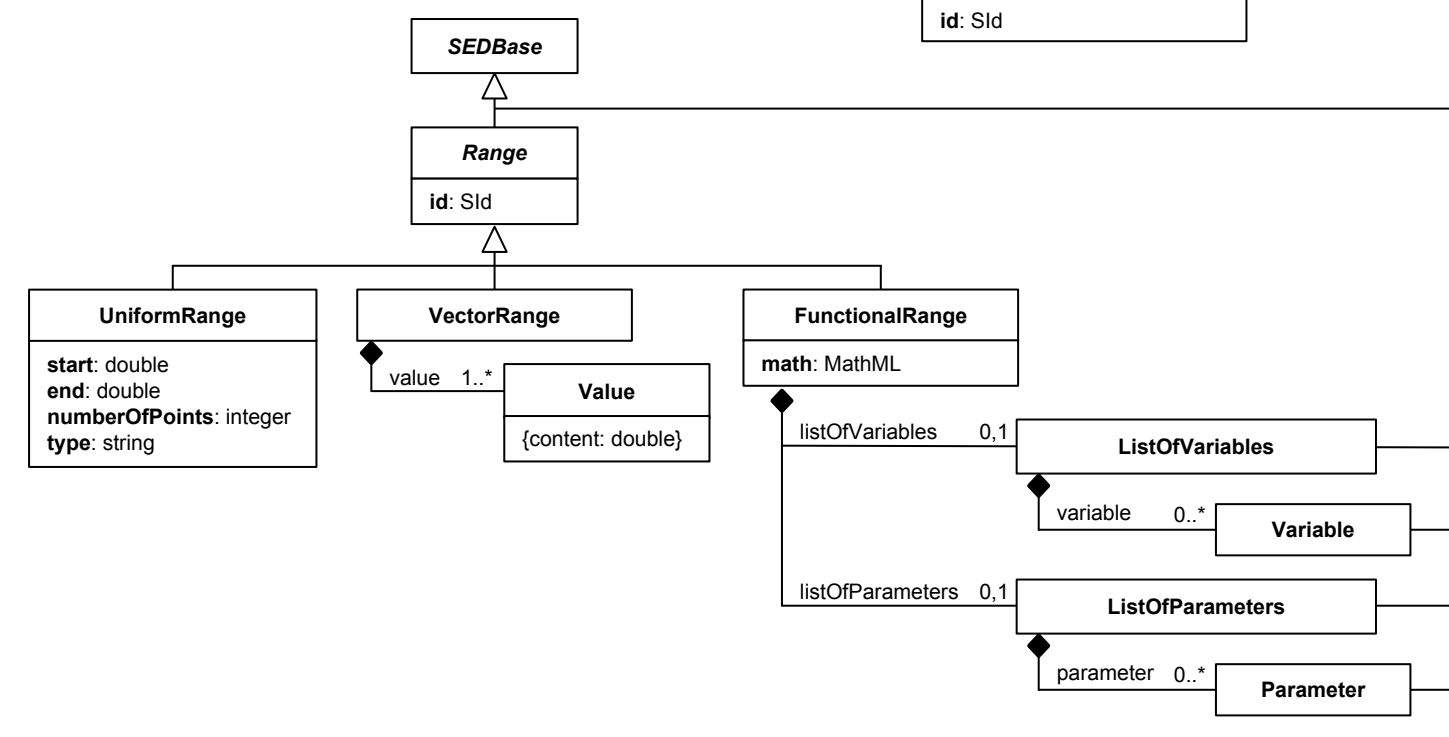 id: SId
SEDBase
Range
id: SId
UniformRange
start: double
end: double
numberOfPoints: integer
type: string
VectorRange
value 1..*
Value
{content: double}
FunctionalRange
math: MathML
listOfVariables 0,1
ListOfVariables
variable 0..*
Variable
listOfParameters 0,1
ListOfParameters
parameter 0..*
Parameter